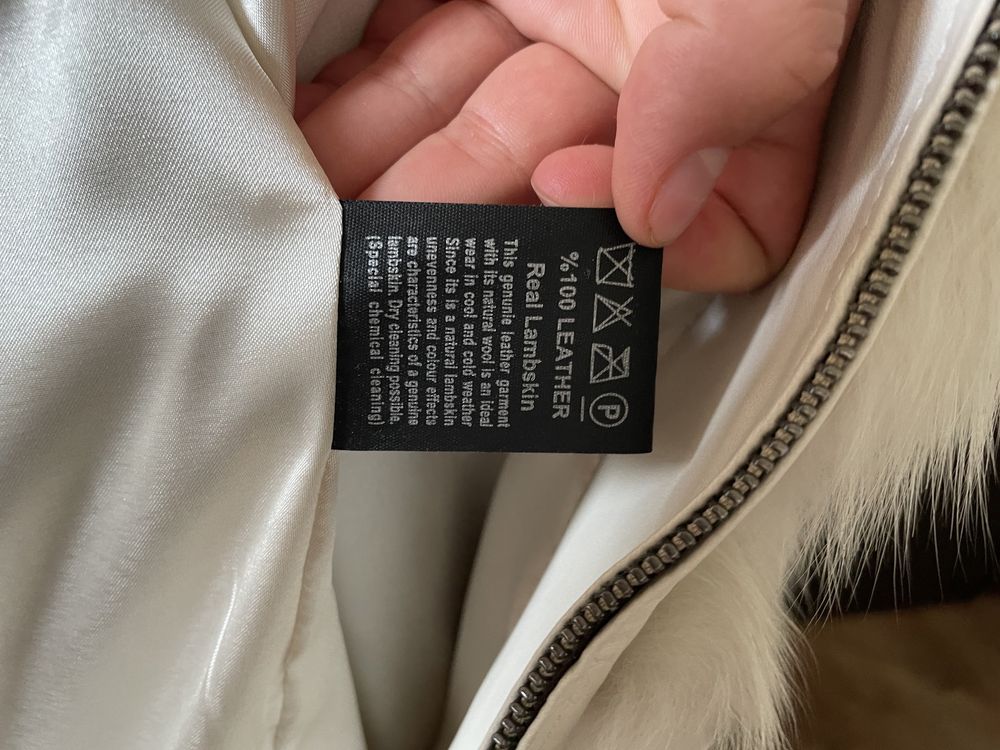 P
%100 LEATHER
Real Lambskin
This genunie leather garment
with its natural wool is an ideal
wear in cool and cold weather
Since its is a natural lambskin
unevenness and colour effects
are characteristics of a genuine
lambskin. Dry cleaning possible.
(Special chemical cleaning)